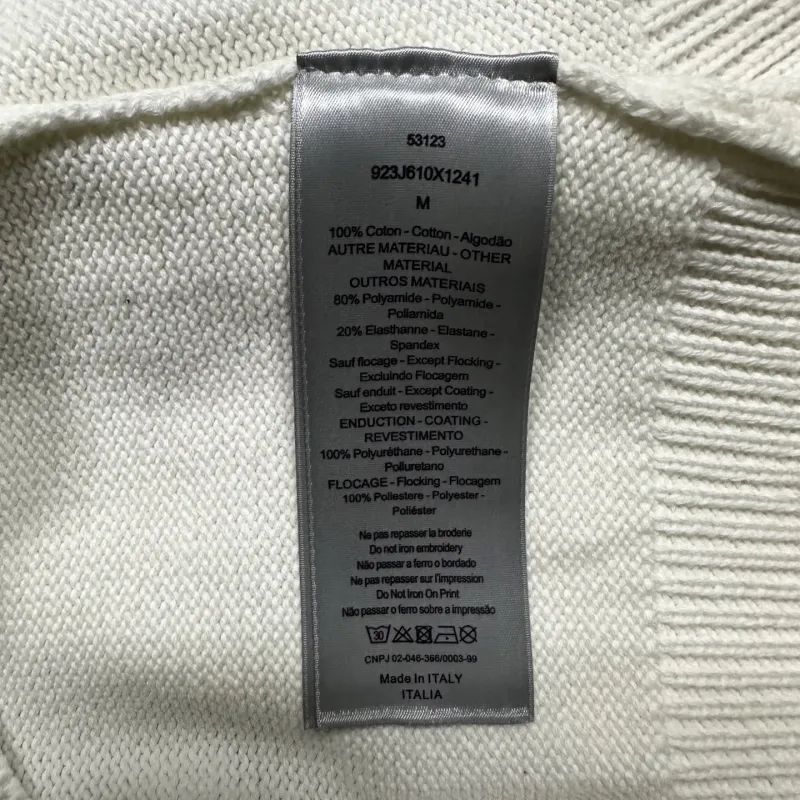 53123
923J610X1241
M
100% Coton - Cotton - Algodão
AUTRE MATERIAU - OTHER
MATERIAL
OUTROS MATERIAIS
80% Polyamide - Polyamide -
Poliamida
20% Elasthanne - Elastane -
Spandex
Sauf flocage - Except Flocking -
Excluindo Flocagem
Sauf enduit - Except Coating -
Exceto revestimento
ENDUCTION - COATING -
REVESTIMENTO
100% Polyuréthane - Polyurethane -
Polluretano
FLOCAGE - Flocking - Flocagem
100% Poliestere - Polyester -
Poliéster
Ne pas repasser la broderie
Do not iron embroidery
Não passar a ferro o bordado
Ne pas repasser sur l'impression
Do Not Iron On Print
Não passar o ferro sobre a impressão
30
CNPJ 02-046-366/0003-99
Made In ITALY
ITALIA